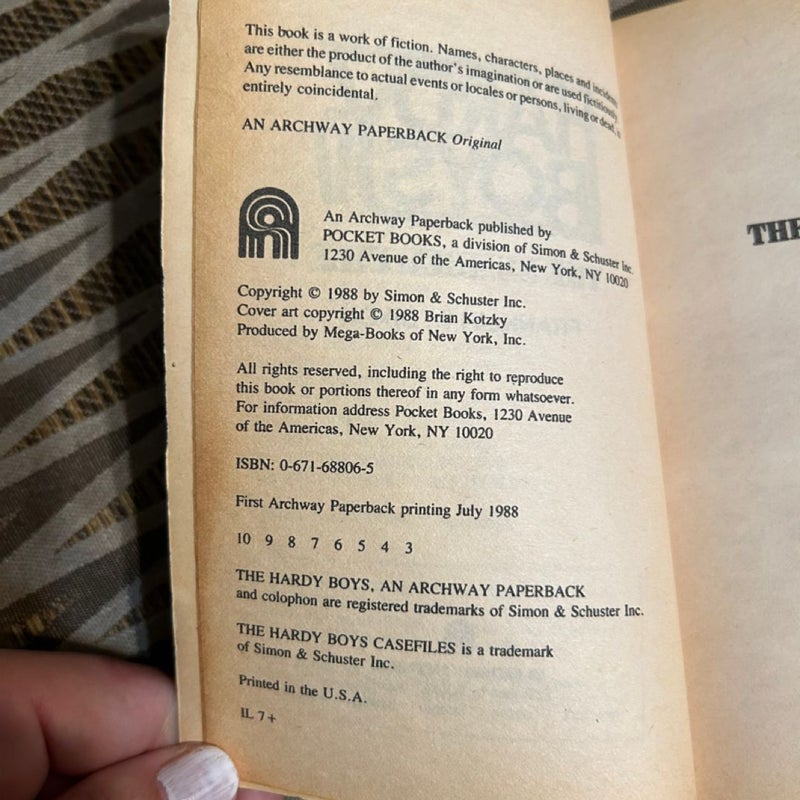 This book is a work of fiction. Names, characters, places and incidents
are either the product of the author's imagination or are used fictitiously.
Any resemblance to actual events or locales or persons, living or dead, is
entirely coincidental.
AN ARCHWAY PAPERBACK Original
An Archway Paperback published by
POCKET BOOKS, a division of Simon & Schuster Inc.
1230 Avenue of the Americas, New York, NY 10020
Copyright © 1988 by Simon & Schuster Inc.
Cover art copyright © 1988 Brian Kotzky
Produced by Mega-Books of New York, Inc.
All rights reserved, including the right to reproduce
this book or portions thereof in any form whatsoever.
For information address Pocket Books, 1230 Avenue
of the Americas, New York, NY 10020
ISBN: 0-671-68806-5
First Archway Paperback printing July 1988
10 9 8 7 6 5 4 3
THE HARDY BOYS, AN ARCHWAY PAPERBACK
and colophon are registered trademarks of Simon & Schuster Inc.
THE HARDY BOYS CASEFILES is a trademark
of Simon & Schuster Inc.
Printed in the U.S.A.
IL 7+
THE